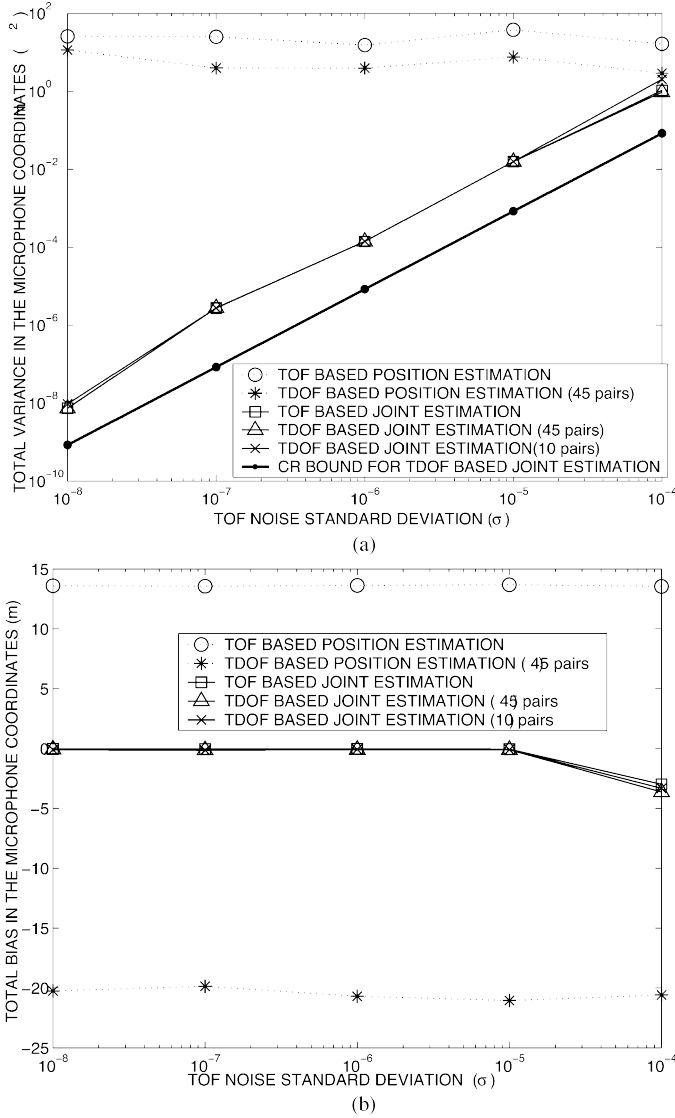 TOTAL VARIANCE IN THE MICROPHONE COORDINATES ( 2)
10^2
10^0
10^−2
10^−4
10^−6
10^−8
10^−10
TOF BASED POSITION ESTIMATION
TDOF BASED POSITION ESTIMATION (45 pairs)
TOF BASED JOINT ESTIMATION
TDOF BASED JOINT ESTIMATION (45 pairs)
TDOF BASED JOINT ESTIMATION(10 pairs)
CR BOUND FOR TDOF BASED JOINT ESTIMATION
10^−8 10^−7 10^−6 10^−5 10^−4
TOF NOISE STANDARD DEVIATION (σ)
(a)
TOTAL BIAS IN THE MICROPHONE COORDINATES (m)
15
10
5
0
−5
−10
−15
−20
−25
TOF BASED POSITION ESTIMATION
TDOF BASED POSITION ESTIMATION ( 45) pairs
TOF BASED JOINT ESTIMATION
TDOF BASED JOINT ESTIMATION ( 45) pairs
TDOF BASED JOINT ESTIMATION (10) pairs
10^−8 10^−7 10^−6 10^−5 10^−4
TOF NOISE STANDARD DEVIATION (σ)
(b)